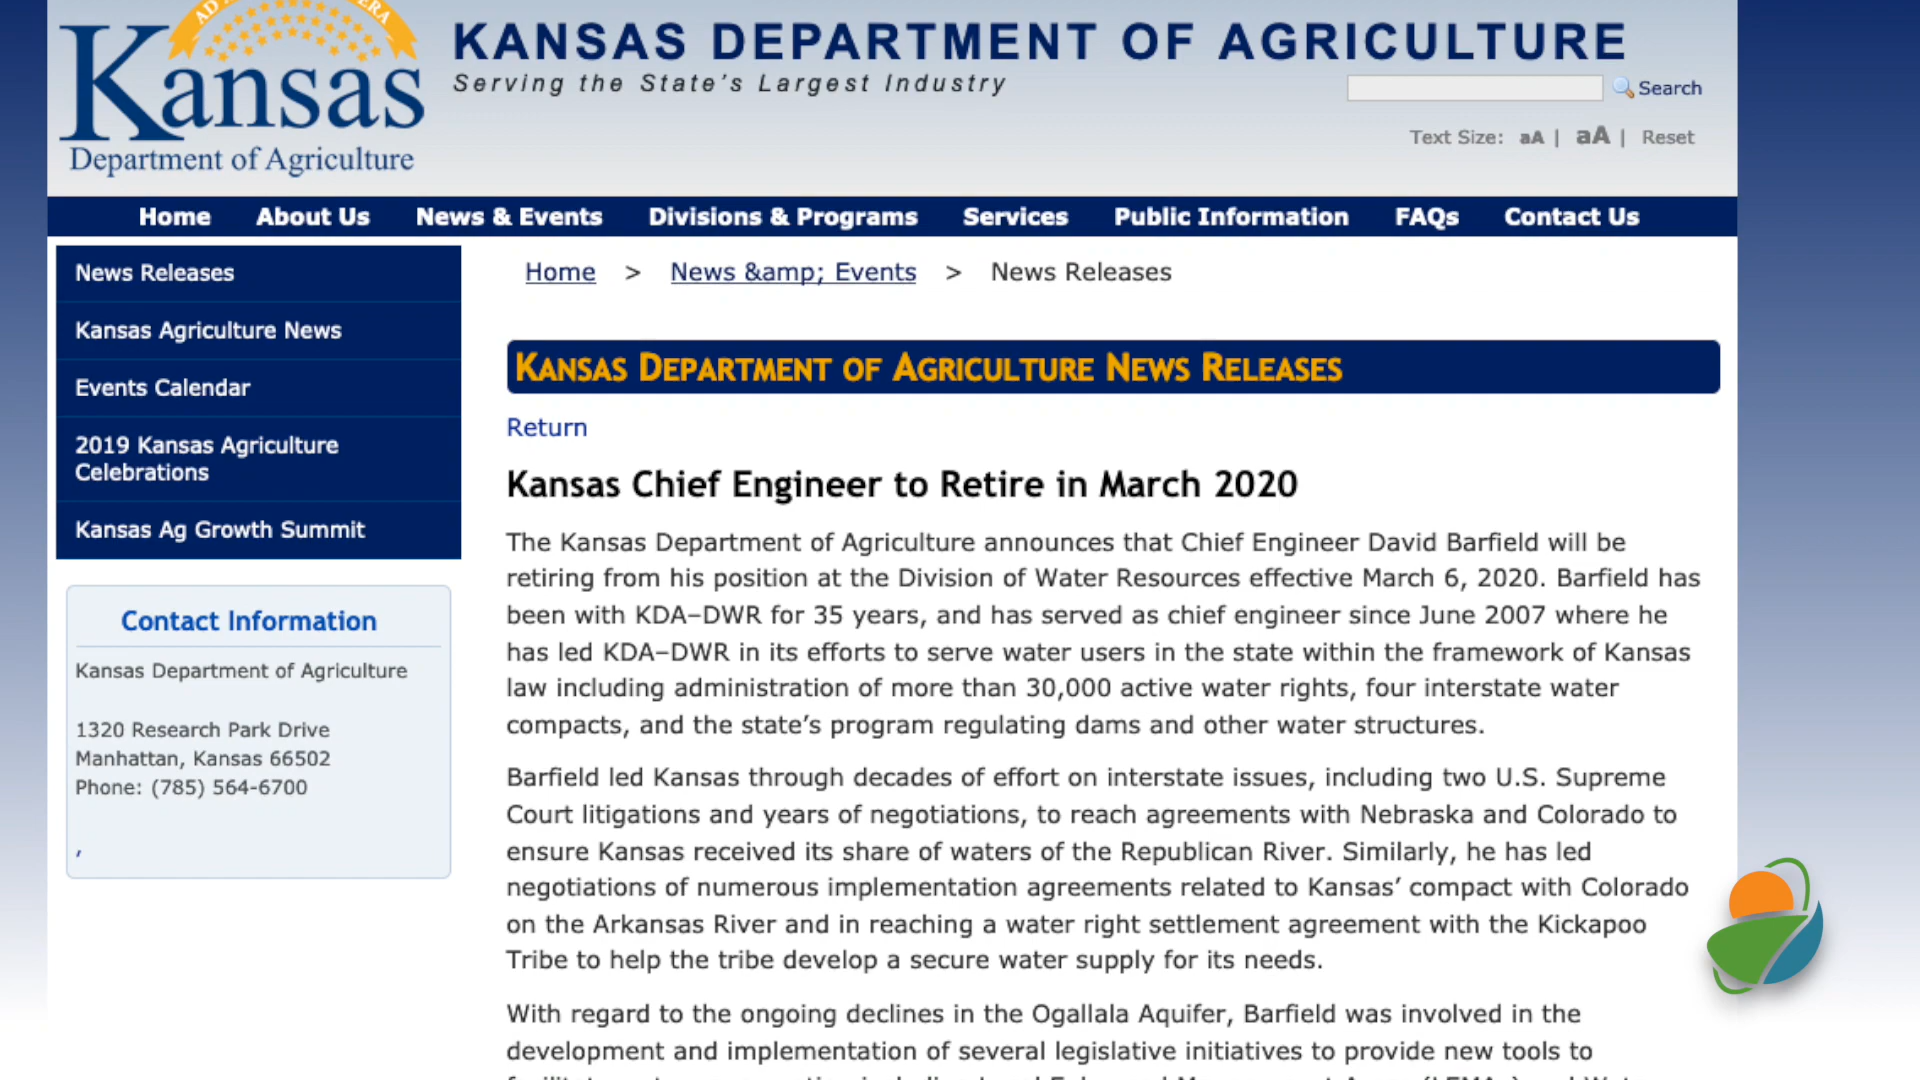 KANSAS DEPARTMENT OF AGRICULTURE
Serving the State's Largest Industry
Kansas
Department of Agriculture
Search
Text Size: aA | aA | Reset
Home About Us News & Events Divisions & Programs Services Public Information FAQs Contact Us
News Releases
Kansas Agriculture News
Events Calendar
2019 Kansas Agriculture
Celebrations
Kansas Ag Growth Summit
Contact Information
Kansas Department of Agriculture
1320 Research Park Drive
Manhattan, Kansas 66502
Phone: (785) 564-6700
,
Home > News &amp; Events > News Releases
KANSAS DEPARTMENT OF AGRICULTURE NEWS RELEASES
Return
Kansas Chief Engineer to Retire in March 2020
The Kansas Department of Agriculture announces that Chief Engineer David Barfield will be
retiring from his position at the Division of Water Resources effective March 6, 2020. Barfield has
been with KDA–DWR for 35 years, and has served as chief engineer since June 2007 where he
has led KDA–DWR in its efforts to serve water users in the state within the framework of Kansas
law including administration of more than 30,000 active water rights, four interstate water
compacts, and the state's program regulating dams and other water structures.
Barfield led Kansas through decades of effort on interstate issues, including two U.S. Supreme
Court litigations and years of negotiations, to reach agreements with Nebraska and Colorado to
ensure Kansas received its share of waters of the Republican River. Similarly, he has led
negotiations of numerous implementation agreements related to Kansas' compact with Colorado
on the Arkansas River and in reaching a water right settlement agreement with the Kickapoo
Tribe to help the tribe develop a secure water supply for its needs.
With regard to the ongoing declines in the Ogallala Aquifer, Barfield was involved in the
development and implementation of several legislative initiatives to provide new tools to